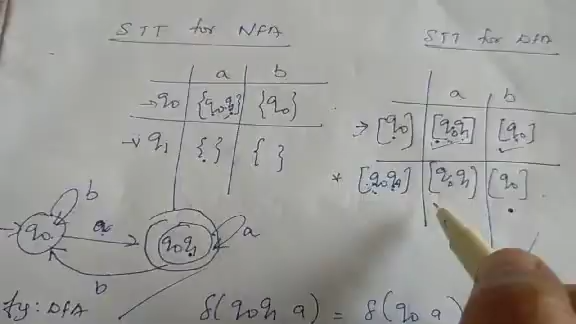 STT for NFA
a b
→q0 {q0q1} {q0}
q1 { } { }
STT for DFA
a b
→ [q0] [q0q1] [q0]
* [q0q1] [q0q1] [q0]
b
q0 a q0q1 a
b
fy: DFA
δ(q0q1 a) = δ(q0 a)